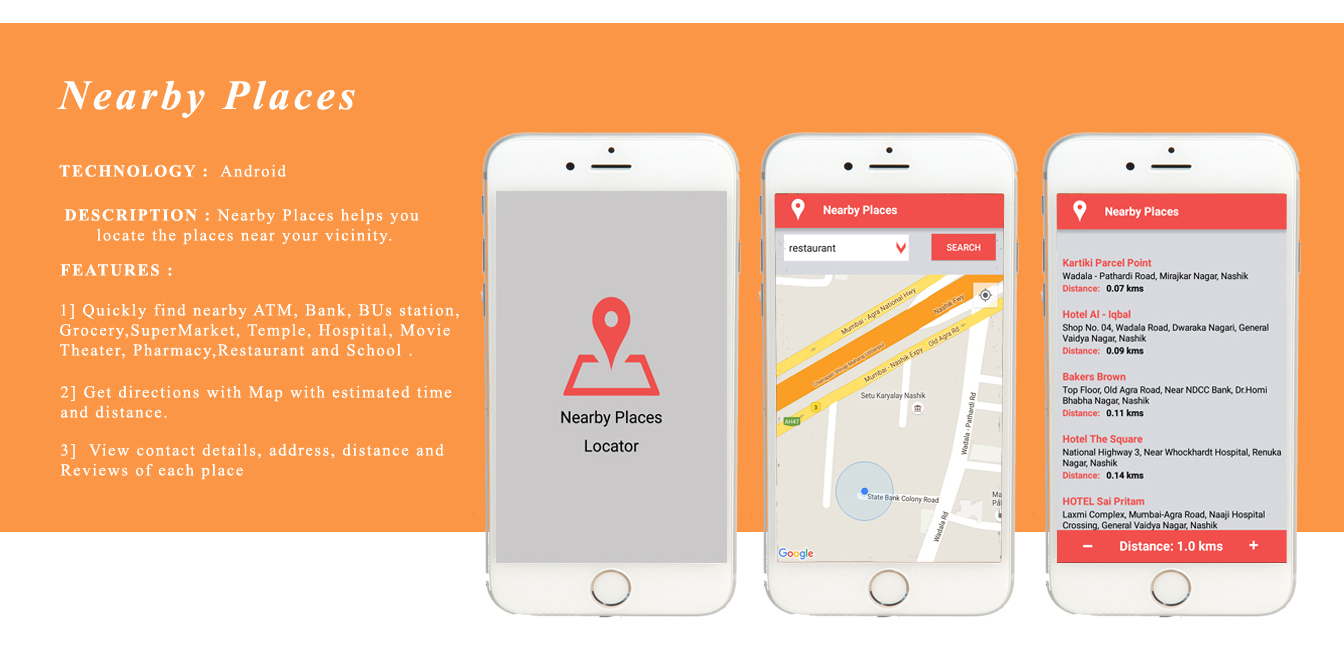 Nearby Places
TECHNOLOGY : Android
DESCRIPTION : Nearby Places helps you
locate the places near your vicinity.
FEATURES :
1] Quickly find nearby ATM, Bank, BUs station,
Grocery,SuperMarket, Temple, Hospital, Movie
Theater, Pharmacy,Restaurant and School .
2] Get directions with Map with estimated time
and distance.
3] View contact details, address, distance and
Reviews of each place
Nearby Places
Locator
Nearby Places
restaurant
SEARCH
Mumbai - Agra National Hwy
Nashik Fwy
Mumbai - Nashik Expy
Old Agra Rd
3
AH47
Setu Karyalay Nashik
Wadala - Pathardi Rd
State Bank Colony Road
Wadala Rd
Ma
Google
Nearby Places
Kartiki Parcel Point
Wadala - Pathardi Road, Mirajkar Nagar, Nashik
Distance: 0.07 kms
Hotel Al - Iqbal
Shop No. 04, Wadala Road, Dwaraka Nagari, General
Vaidya Nagar, Nashik
Distance: 0.09 kms
Bakers Brown
Top Floor, Old Agra Road, Near NDCC Bank, Dr.Homi
Bhabha Nagar, Nashik
Distance: 0.11 kms
Hotel The Square
National Highway 3, Near Whockhardt Hospital, Renuka
Nagar, Nashik
Distance: 0.14 kms
HOTEL Sai Pritam
Laxmi Complex, Mumbai-Agra Road, Naaji Hospital
Crossing, General Vaidya Nagar, Nashik
− Distance: 1.0 kms +